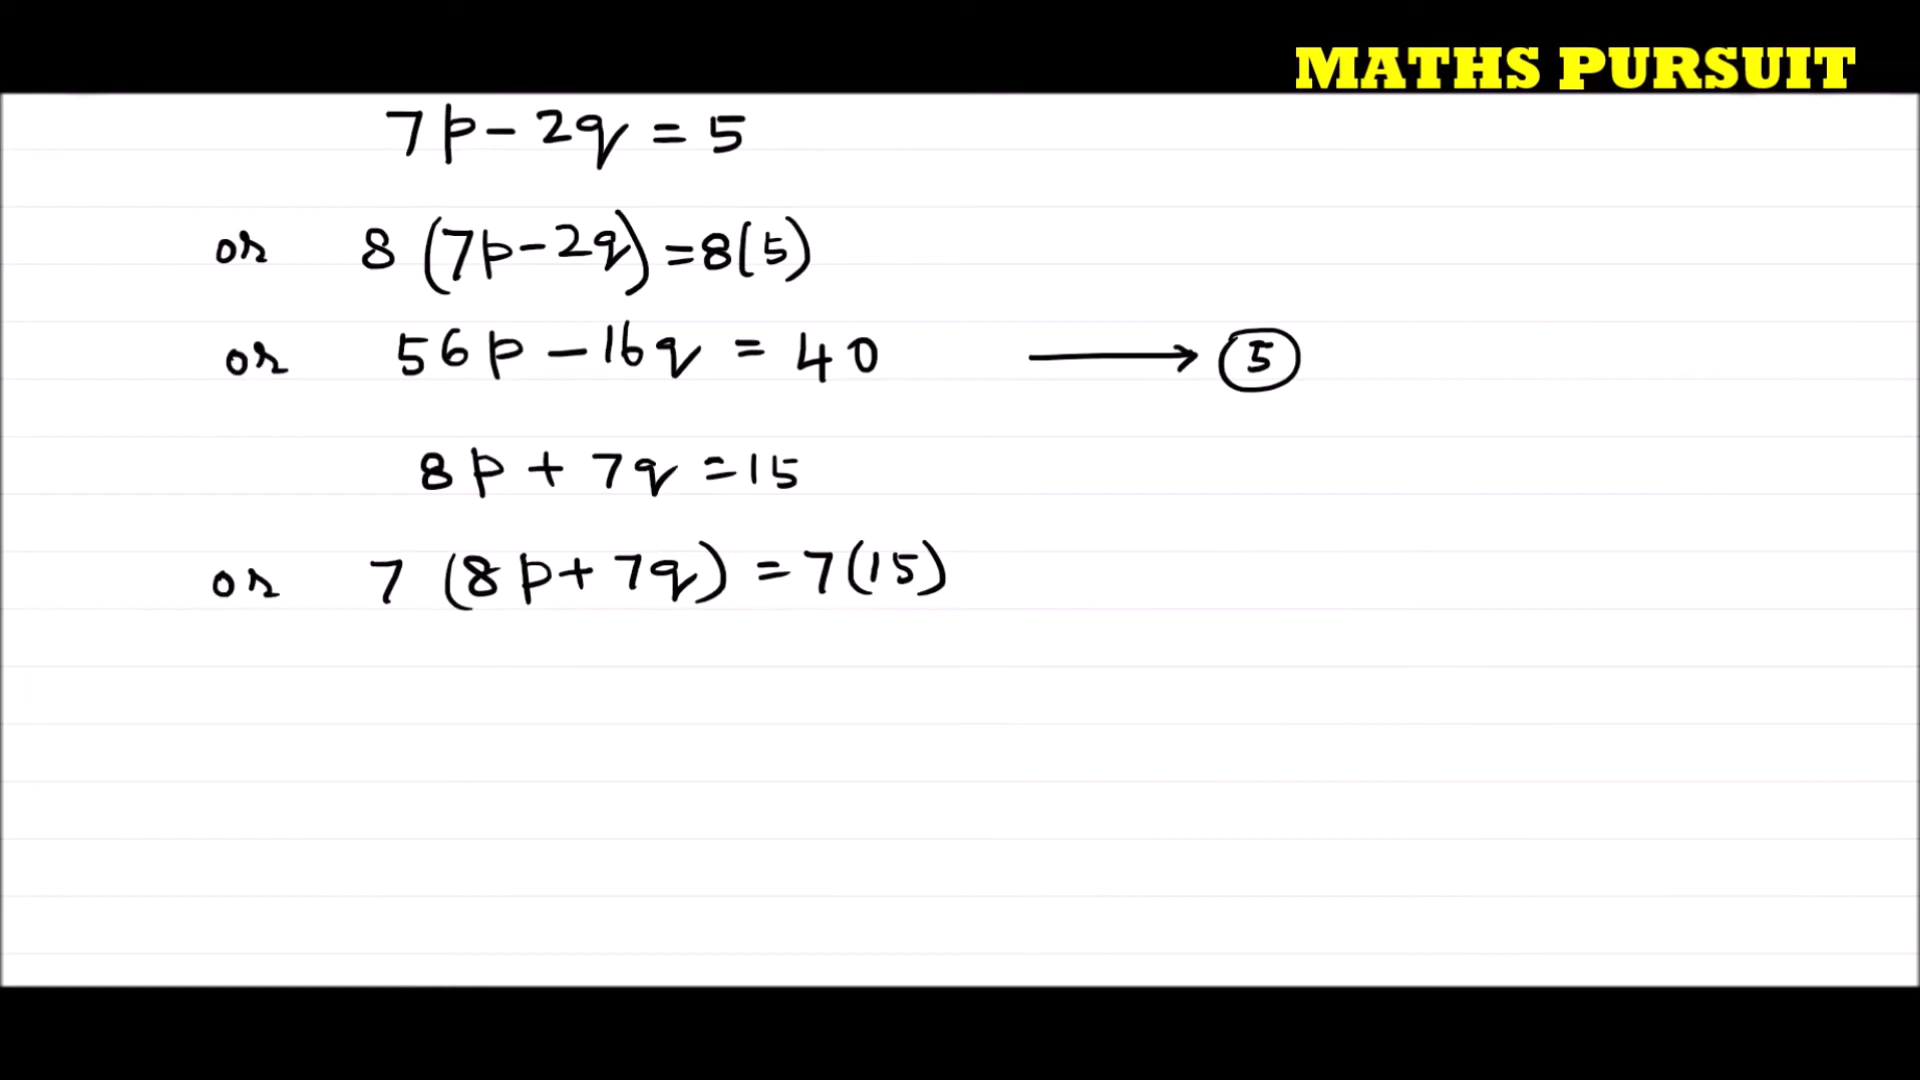 MATHS PURSUIT
7p - 2q = 5
or 8 (7p - 2q) = 8(5)
or 56p - 16q = 40 ⟶ ⑤
8p + 7q = 15
or 7 (8p + 7q) = 7(15)